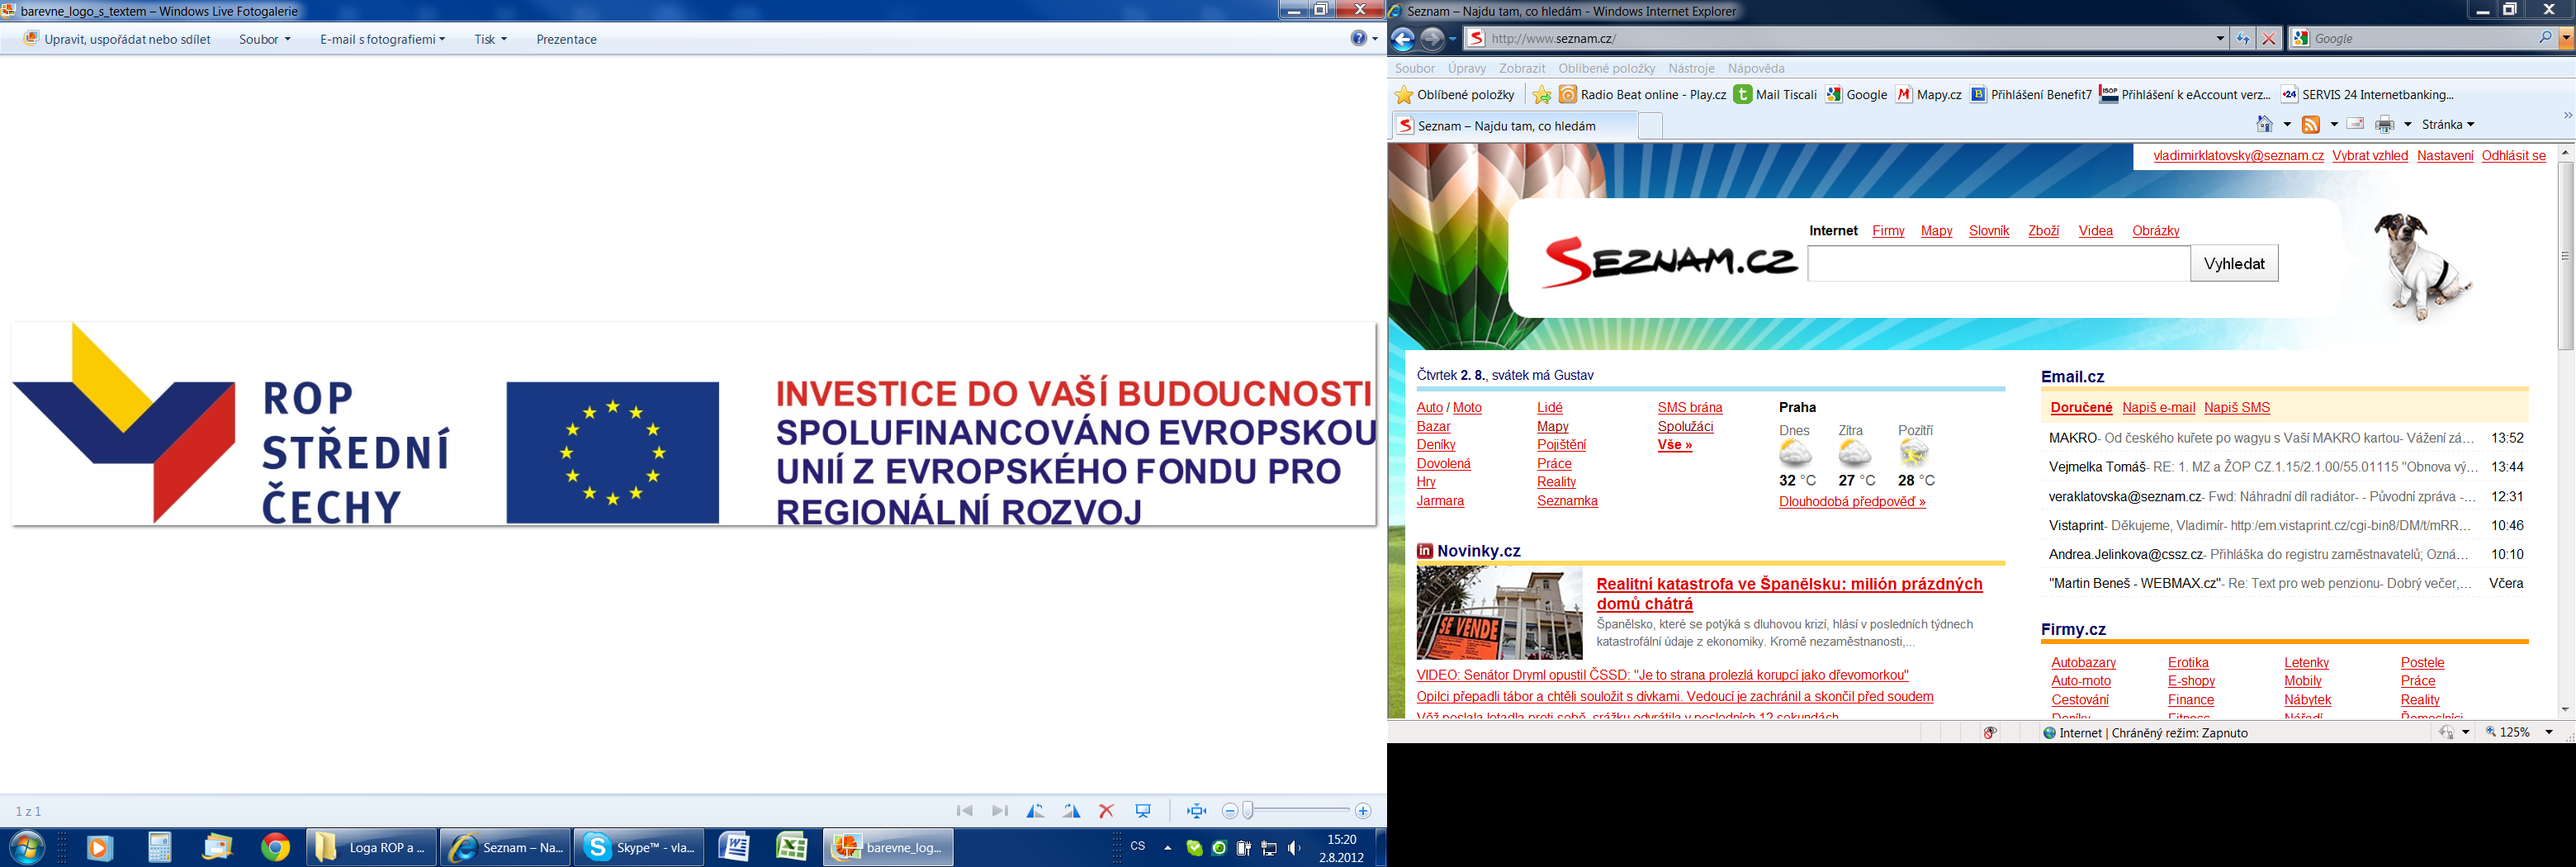 barevne_logo_s_textem – Windows Live Fotogalerie
Upravit, uspořádat nebo sdílet Soubor E-mail s fotografiemi Tisk Prezentace
ROP
STŘEDNÍ
ČECHY
INVESTICE DO VAŠÍ BUDOUCNOSTI
SPOLUFINANCOVÁNO EVROPSKOU
UNIÍ Z EVROPSKÉHO FONDU PRO
REGIONÁLNÍ ROZVOJ
1 z 1
Loga ROP a ...
Seznam – Na...
Skype™ - vla...
barevne_log...
CS
15:20
2.8.2012
Seznam – Najdu tam, co hledám - Windows Internet Explorer
http://www.seznam.cz/
Google
Soubor Úpravy Zobrazit Oblíbené položky Nástroje Nápověda
Oblíbené položky Radio Beat online - Play.cz Mail Tiscali Google Mapy.cz Přihlášení Benefit7 Přihlášení k eAccount verz... SERVIS 24 Internetbanking...
Seznam – Najdu tam, co hledám
Stránka
vladimirklatovsky@seznam.cz Vybrat vzhled Nastavení Odhlásit se
Internet Firmy Mapy Slovník Zboží Videa Obrázky
SEZNAM.CZ
Vyhledat
Čtvrtek 2. 8., svátek má Gustav
Auto / Moto Lidé SMS brána
Bazar Mapy Spolužáci
Deníky Pojištění Vše »
Dovolená Práce
Hry Reality
Jarmara Seznamka
Praha
Dnes Zítra Pozítří
32 °C 27 °C 28 °C
Dlouhodobá předpověď »
Novinky.cz
SE VENDE
Realitní katastrofa ve Španělsku: milión prázdných
domů chátrá
Španělsko, které se potýká s dluhovou krizí, hlásí v posledních týdnech
katastrofální údaje z ekonomiky. Kromě nezaměstnanosti,...
VIDEO: Senátor Dryml opustil ČSSD: "Je to strana prolezlá korupcí jako dřevomorkou"
Opilci přepadli tábor a chtěli souložit s dívkami. Vedoucí je zachránil a skončil před soudem
Věž poslala letadla proti sobě, srážku odvrátila v posledních 12 sekundách
Email.cz
Doručené Napiš e-mail Napiš SMS
MAKRO- Od českého kuřete po wagyu s Vaší MAKRO kartou- Vážení zá... 13:52
Vejmelka Tomáš- RE: 1. MZ a ŽOP CZ.1.15/2.1.00/55.01115 "Obnova vý... 13:44
veraklatovska@seznam.cz- Fwd: Náhradní díl radiátor- - Původní zpráva -... 12:31
Vistaprint- Děkujeme, Vladimír- http:/em.vistaprint.cz/cgi-bin8/DM/t/mRR... 10:46
Andrea.Jelinkova@cssz.cz- Přihláška do registru zaměstnavatelů; Ozná... 10:10
"Martin Beneš - WEBMAX.cz"- Re: Text pro web penzionu- Dobrý večer,... Včera
Firmy.cz
Autobazary Erotika Letenky Postele
Auto-moto E-shopy Mobily Práce
Cestování Finance Nábytek Reality
Deníky Fitness Nářadí Řemeslníci
Internet | Chráněný režim: Zapnuto
125%